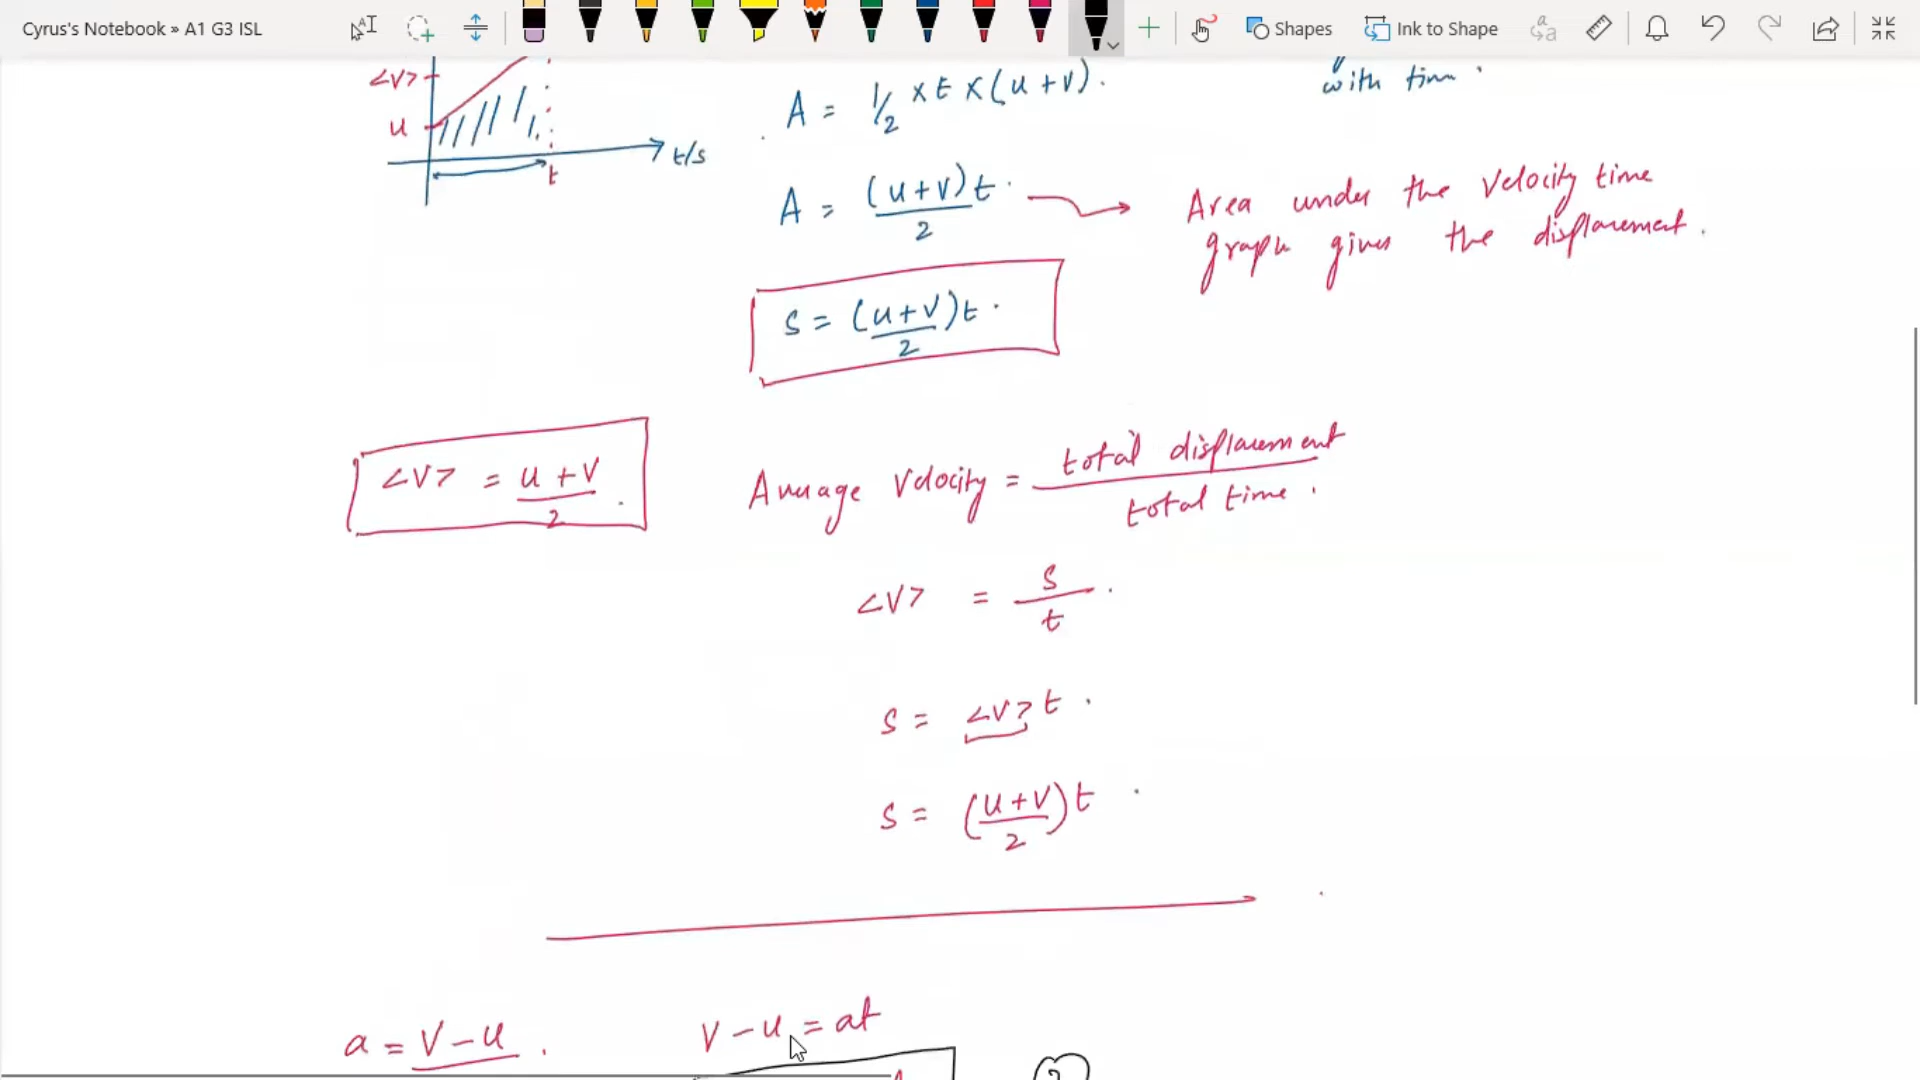 Cyrus's Notebook » A1 G3 ISL
Shapes
Ink to Shape
<V>
u
t/s
t
A = 1/2 × t × (u + v).
with time.
A = (u+v)t / 2
Area under the velocity time
graph gives the displacement.
s = (u+v)t / 2
<V> = u + v / 2
Average velocity = total displacement / total time.
<V> = s / t
s = <V> t
s = (u+v / 2) t
a = v - u
v - u = at
2